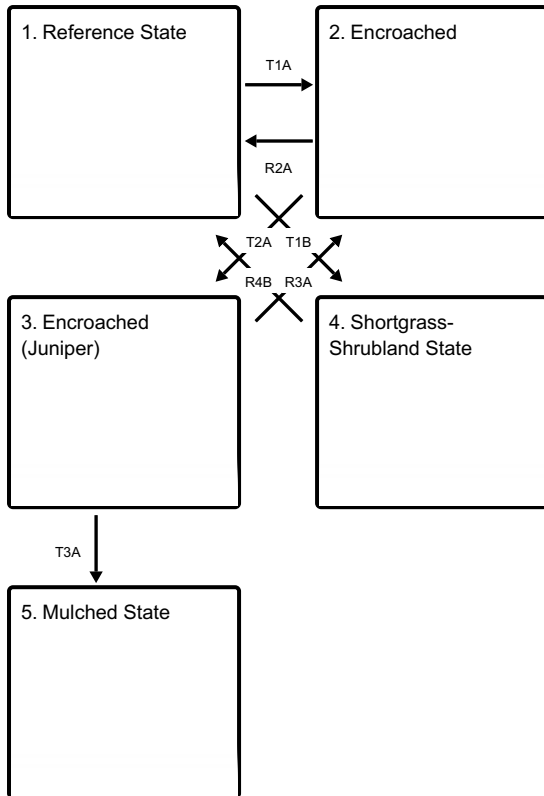 1. Reference State
2. Encroached
T1A
R2A
T2A
T1B
R4B
R3A
3. Encroached
(Juniper)
4. Shortgrass-
Shrubland State
T3A
5. Mulched State